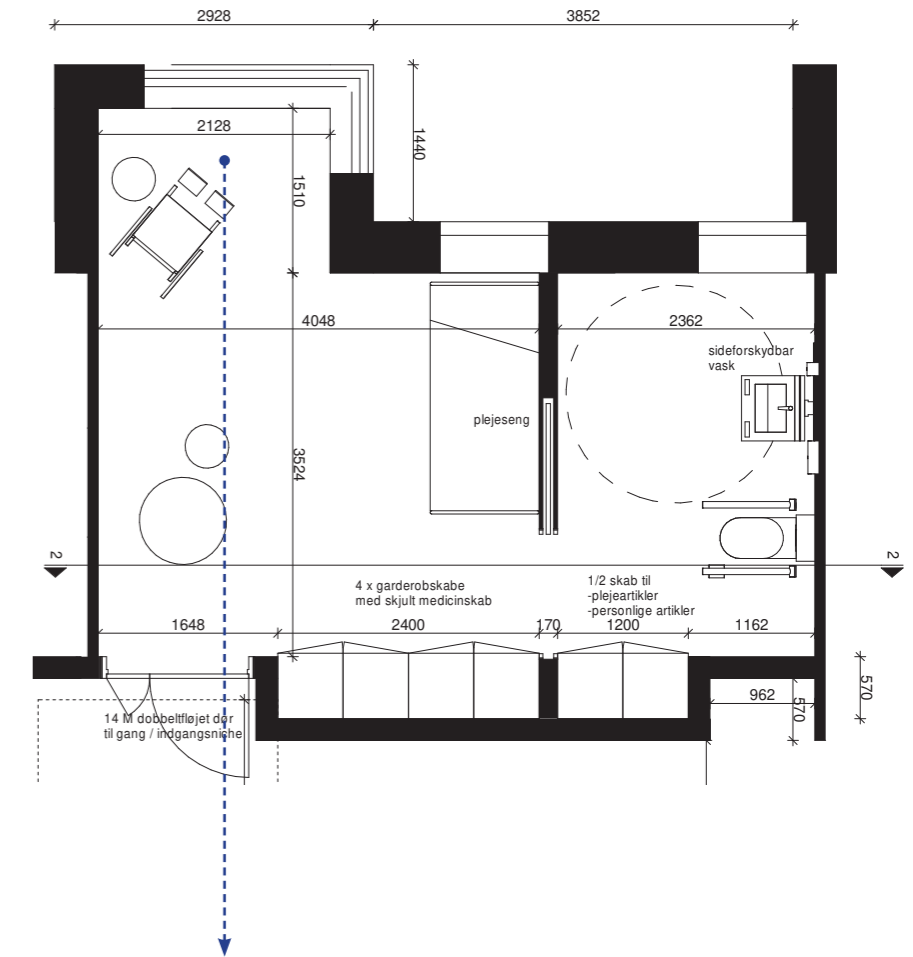 2928
3852
2128
1440
1510
4048
2362
sideforskydbar
vask
plejeseng
3524
2
2
4 x garderobskabe
med skjult medicinskab
1/2 skab til
-plejeartikler
-personlige artikler
1648
2400
170
1200
1162
570
962
570
14 M dobbeltfløjet dør
til gang / indgangsniche